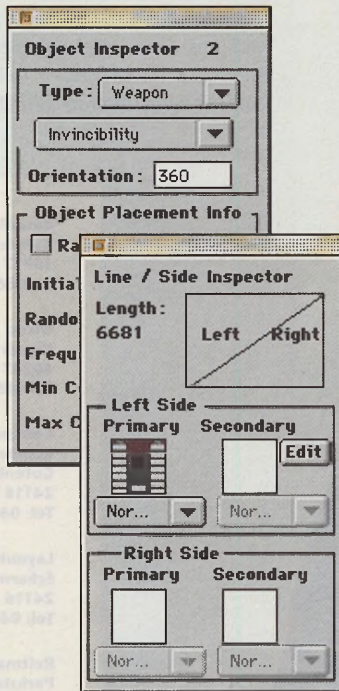 Object Inspector 2
Type: Weapon
Invincibility
Orientation: 360
Object Placement Info
Line / Side Inspector
Length:
6681
Left Right
Left Side
Primary Secondary
Edit
Nor... Nor...
Right Side
Primary Secondary
Nor... Nor...